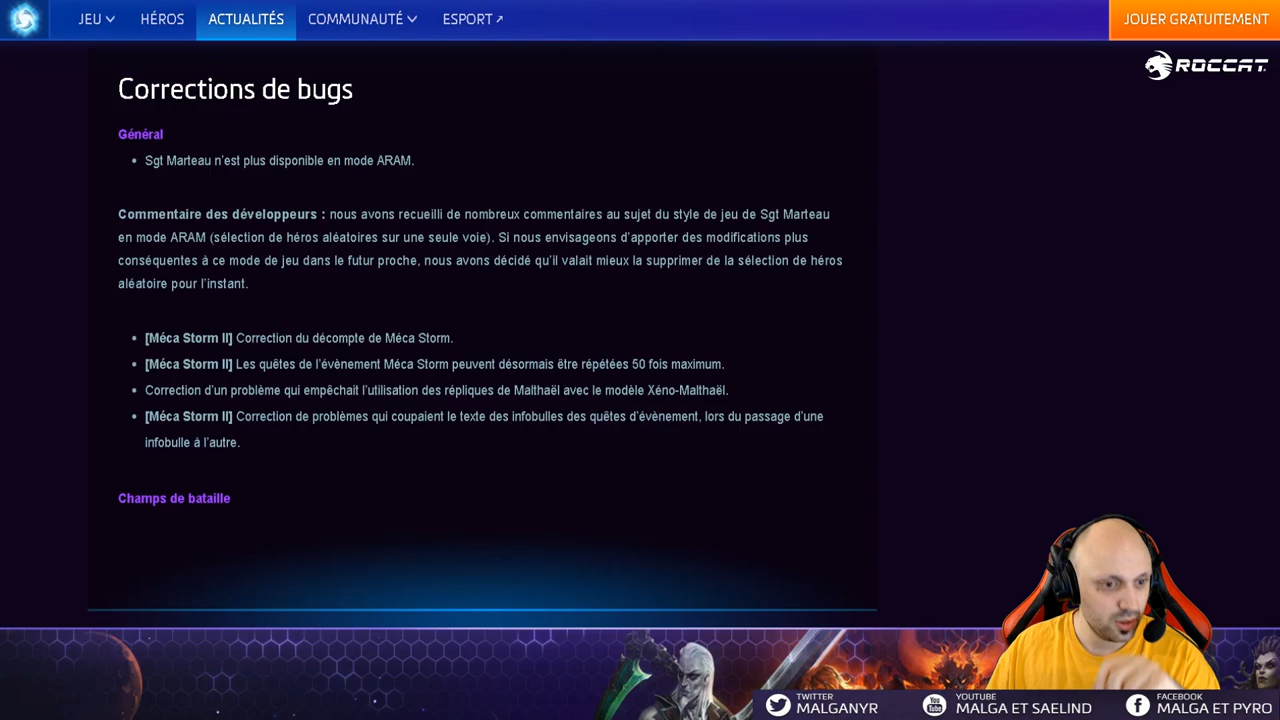 JEU HÉROS ACTUALITÉS COMMUNAUTÉ ESPORT JOUER GRATUITEMENT
ROCCAT
Corrections de bugs
Général
• Sgt Marteau n'est plus disponible en mode ARAM.
Commentaire des développeurs : nous avons recueilli de nombreux commentaires au sujet du style de jeu de Sgt Marteau
en mode ARAM (sélection de héros aléatoires sur une seule voie). Si nous envisageons d'apporter des modifications plus
conséquentes à ce mode de jeu dans le futur proche, nous avons décidé qu'il valait mieux la supprimer de la sélection de héros
aléatoire pour l'instant.
• [Méca Storm II] Correction du décompte de Méca Storm.
• [Méca Storm II] Les quêtes de l'évènement Méca Storm peuvent désormais être répétées 50 fois maximum.
• Correction d'un problème qui empêchait l'utilisation des répliques de Malthaël avec le modèle Xéno-Malthaël.
• [Méca Storm II] Correction de problèmes qui coupaient le texte des infobulles des quêtes d'évènement, lors du passage d'une
infobulle à l'autre.
Champs de bataille
TWITTER
MALGANYR
YOUTUBE
MALGA ET SAELIND
FACEBOOK
MALGA ET PYRO